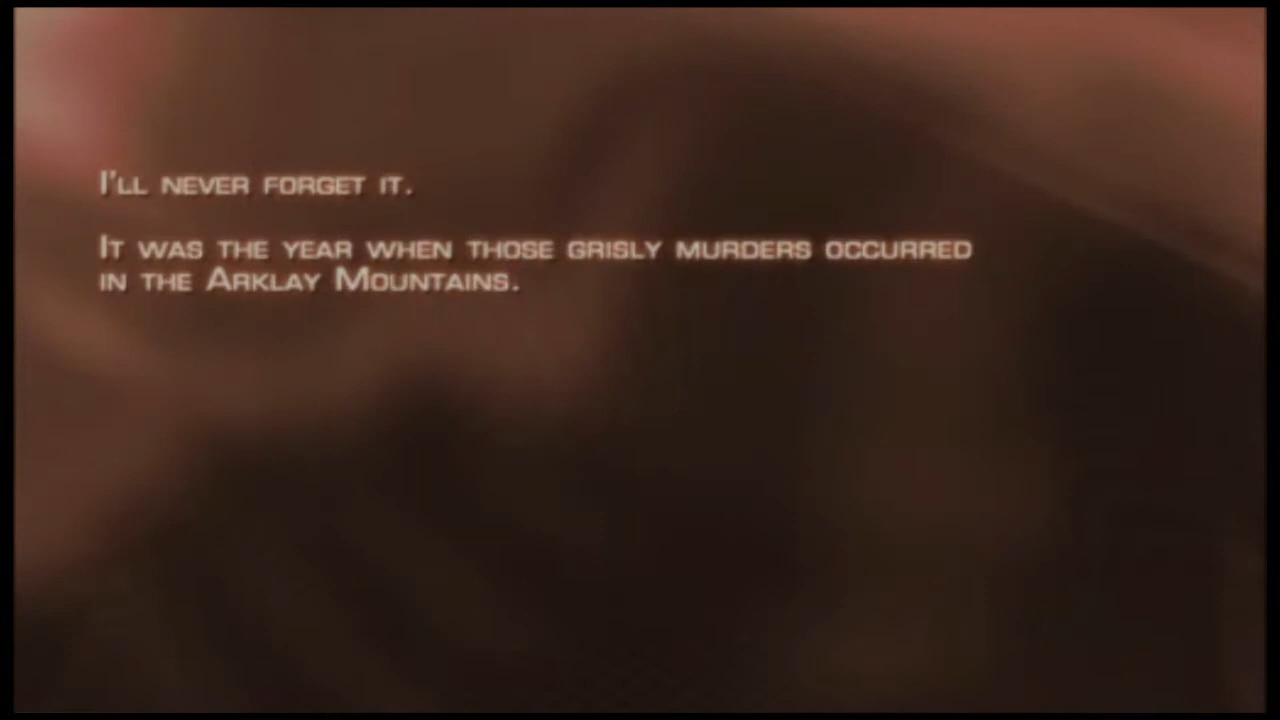 I'll never forget it.
It was the year when those grisly murders occurred
in the Arklay Mountains.